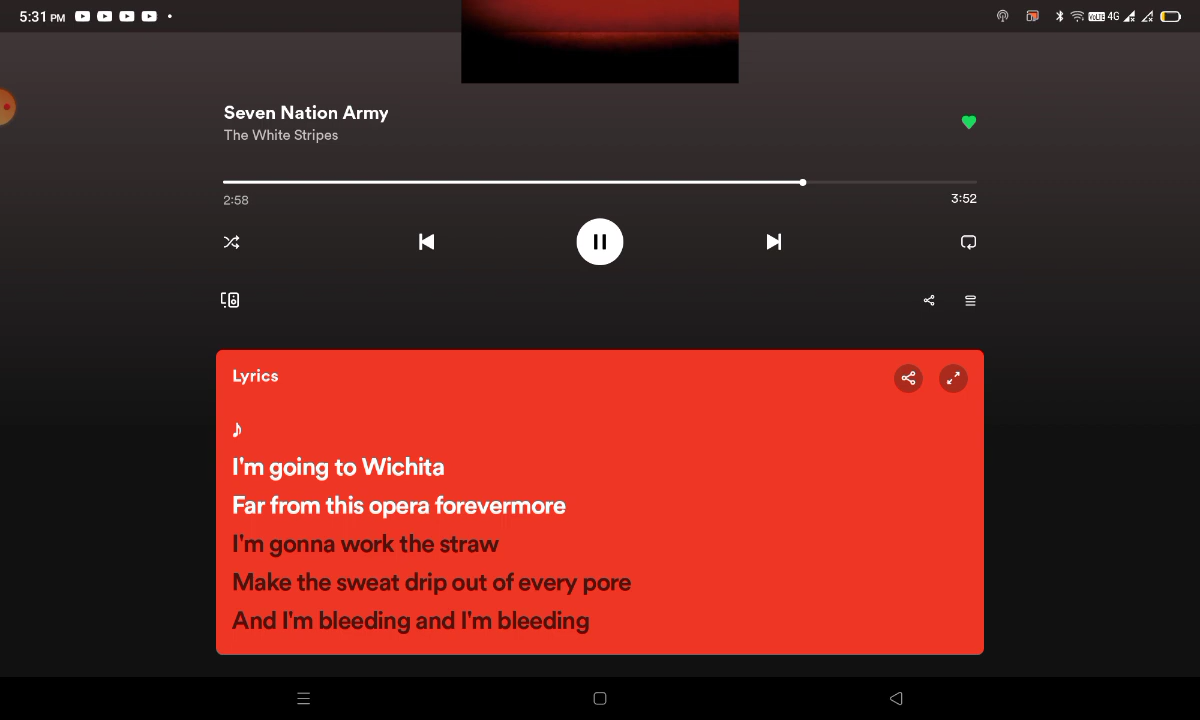 5:31 PM
VoLTE 4G
Seven Nation Army
The White Stripes
2:58
3:52
Lyrics
♪
I'm going to Wichita
Far from this opera forevermore
I'm gonna work the straw
Make the sweat drip out of every pore
And I'm bleeding and I'm bleeding